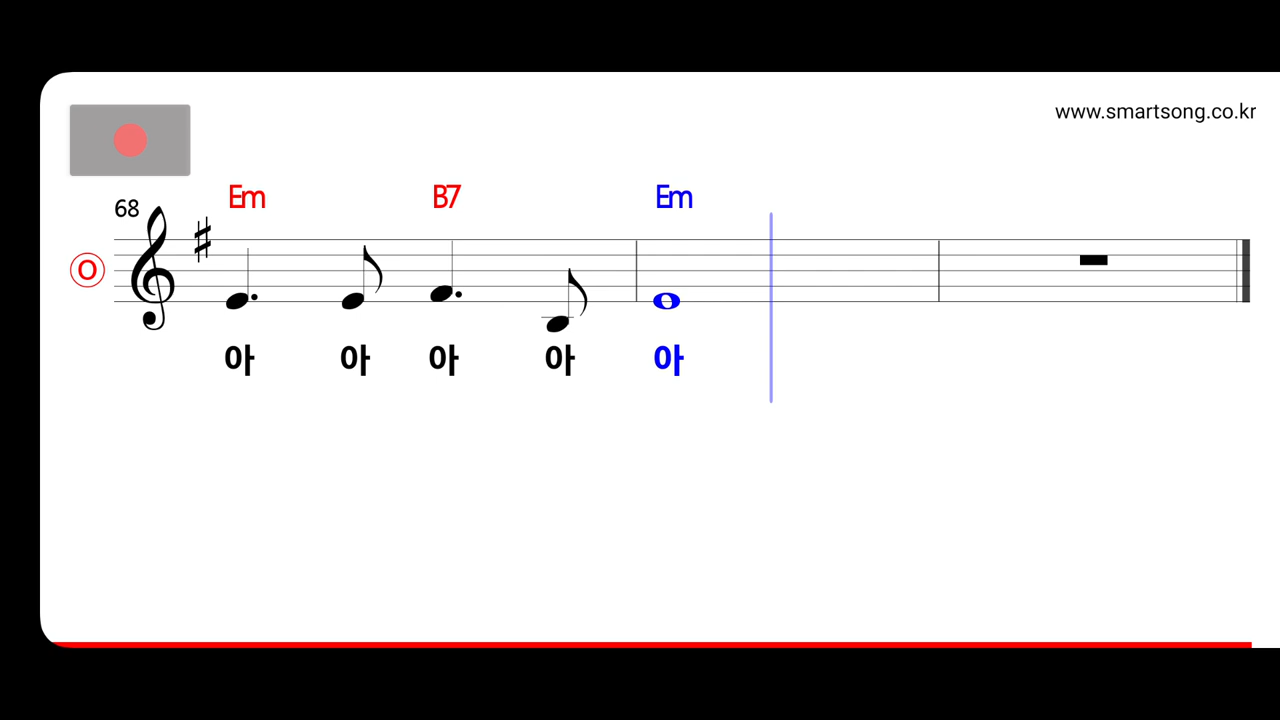 www.smartsong.co.kr
Em B7 Em
68
O
아 아 아 아 아